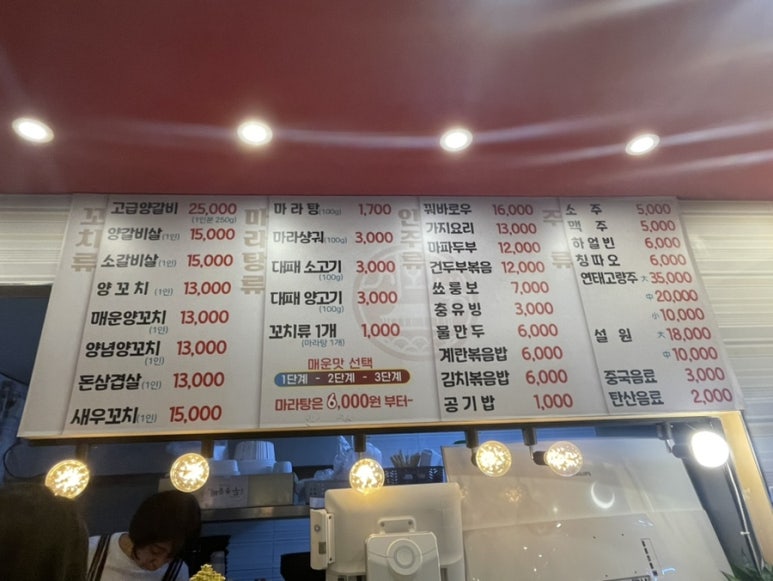 꼬치류
고급양갈비 25,000
(1인분 250g)
양갈비살(1인) 15,000
소갈비살(1인) 15,000
양꼬치(1인) 13,000
매운양꼬치 13,000
(1인)
양념양꼬치 13,000
(1인)
돈삼겹살(1인) 13,000
새우꼬치(1인) 15,000
마라탕류
마라탕(100g) 1,700
마라샹궈(100g) 3,000
대패 소고기 3,000
(100g)
대패 양고기 3,000
(100g)
꼬치류 1개 1,000
(마라탕 1개)
매운맛 선택
1단계 - 2단계 - 3단계
마라탕은 6,000원 부터~
안주류
꿔바로우 16,000
가지요리 13,000
마파두부 12,000
건두부볶음 12,000
쑈룽보 7,000
충유빙 3,000
물만두 6,000
계란볶음밥 6,000
김치볶음밥 6,000
공기밥 1,000
주류
소주 5,000
맥주 5,000
하얼빈 6,000
칭따오 6,000
연태고량주 大 35,000
中 20,000
小 10,000
설원 大 18,000
中 10,000
중국음료 3,000
탄산음료 2,000